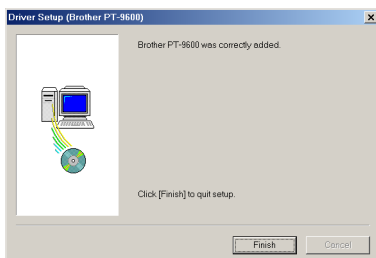 Driver Setup (Brother PT-9600)
Brother PT-9600 was correctly added.
Click [Finish] to quit setup.
Finish
Cancel